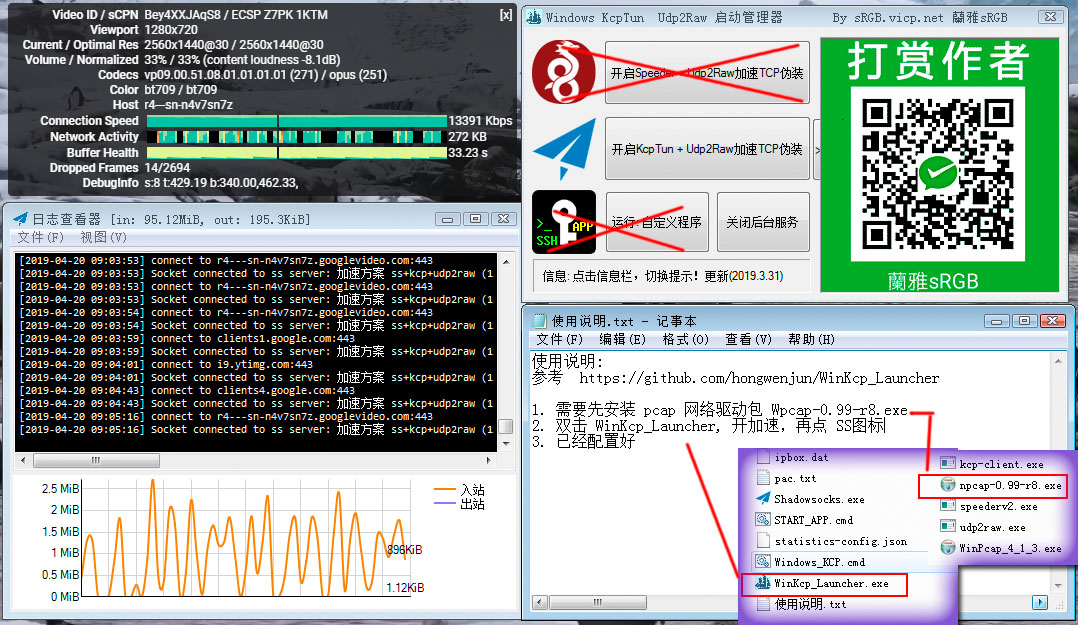 Video ID / sCPN Bey4XXJAqS8 / ECSP Z7PK 1KTM [x]
Viewport 1280x720
Current / Optimal Res 2560x1440@30 / 2560x1440@30
Volume / Normalized 33% / 33% (content loudness -8.1dB)
Codecs vp09.00.51.08.01.01.01.01 (271) / opus (251)
Color bt709 / bt709
Host r4---sn-n4v7sn7z
Connection Speed 13391 Kbps
Network Activity 272 KB
Buffer Health 33.23 s
Dropped Frames 14/2694
DebugInfo s:8 t:429.19 b:340.00,462.33,
Windows KcpTun Udp2Raw 启动管理器 By sRGB.vicp.net 蘭雅sRGB
开启Speeder + Udp2Raw加速TCP伪装
开启KcpTun + Udp2Raw加速TCP伪装
>
>_
SSH
APP
运行 自定义程序
关闭后台服务
信息: 点击信息栏，切换提示！更新(2019.3.31)
打赏作者
蘭雅sRGB
日志查看器 [in: 95.12MiB, out: 195.3KiB]
文件(F) 视图(V)
[2019-04-20 09:03:53] connect to r4---sn-n4v7sn7z.googlevideo.com:443
[2019-04-20 09:03:53] Socket connected to ss server: 加速方案 ss+kcp+udp2raw (1
[2019-04-20 09:03:53] connect to r4---sn-n4v7sn7z.googlevideo.com:443
[2019-04-20 09:03:53] Socket connected to ss server: 加速方案 ss+kcp+udp2raw (1
[2019-04-20 09:03:54] connect to r4---sn-n4v7sn7z.googlevideo.com:443
[2019-04-20 09:03:54] Socket connected to ss server: 加速方案 ss+kcp+udp2raw (1
[2019-04-20 09:03:59] connect to clients1.google.com:443
[2019-04-20 09:03:59] Socket connected to ss server: 加速方案 ss+kcp+udp2raw (1
[2019-04-20 09:04:01] connect to i9.ytimg.com:443
[2019-04-20 09:04:01] Socket connected to ss server: 加速方案 ss+kcp+udp2raw (1
[2019-04-20 09:04:43] connect to clients4.google.com:443
[2019-04-20 09:04:43] Socket connected to ss server: 加速方案 ss+kcp+udp2raw (1
[2019-04-20 09:05:16] connect to r4---sn-n4v7sn7z.googlevideo.com:443
[2019-04-20 09:05:16] Socket connected to ss server: 加速方案 ss+kcp+udp2raw (1
2.5 MiB
2 MiB
1.5 MiB
1 MiB
0.5 MiB
0 MiB
896KiB
1.12KiB
入站
出站
使用说明.txt - 记事本
文件(F) 编辑(E) 格式(O) 查看(V) 帮助(H)
使用说明:
参考 https://github.com/hongwenjun/WinKcp_Launcher
1. 需要先安装 pcap 网络驱动包 Wpcap-0.99-r8.exe
2. 双击 WinKcp_Launcher, 开加速，再点 SS图标
3. 已经配置好
ipbox.dat
pac.txt
Shadowsocks.exe
START_APP.cmd
statistics-config.json
Windows_KCP.cmd
WinKcp_Launcher.exe
使用说明.txt
kcp-client.exe
npcap-0.99-r8.exe
speederv2.exe
udp2raw.exe
WinPcap_4_1_3.exe